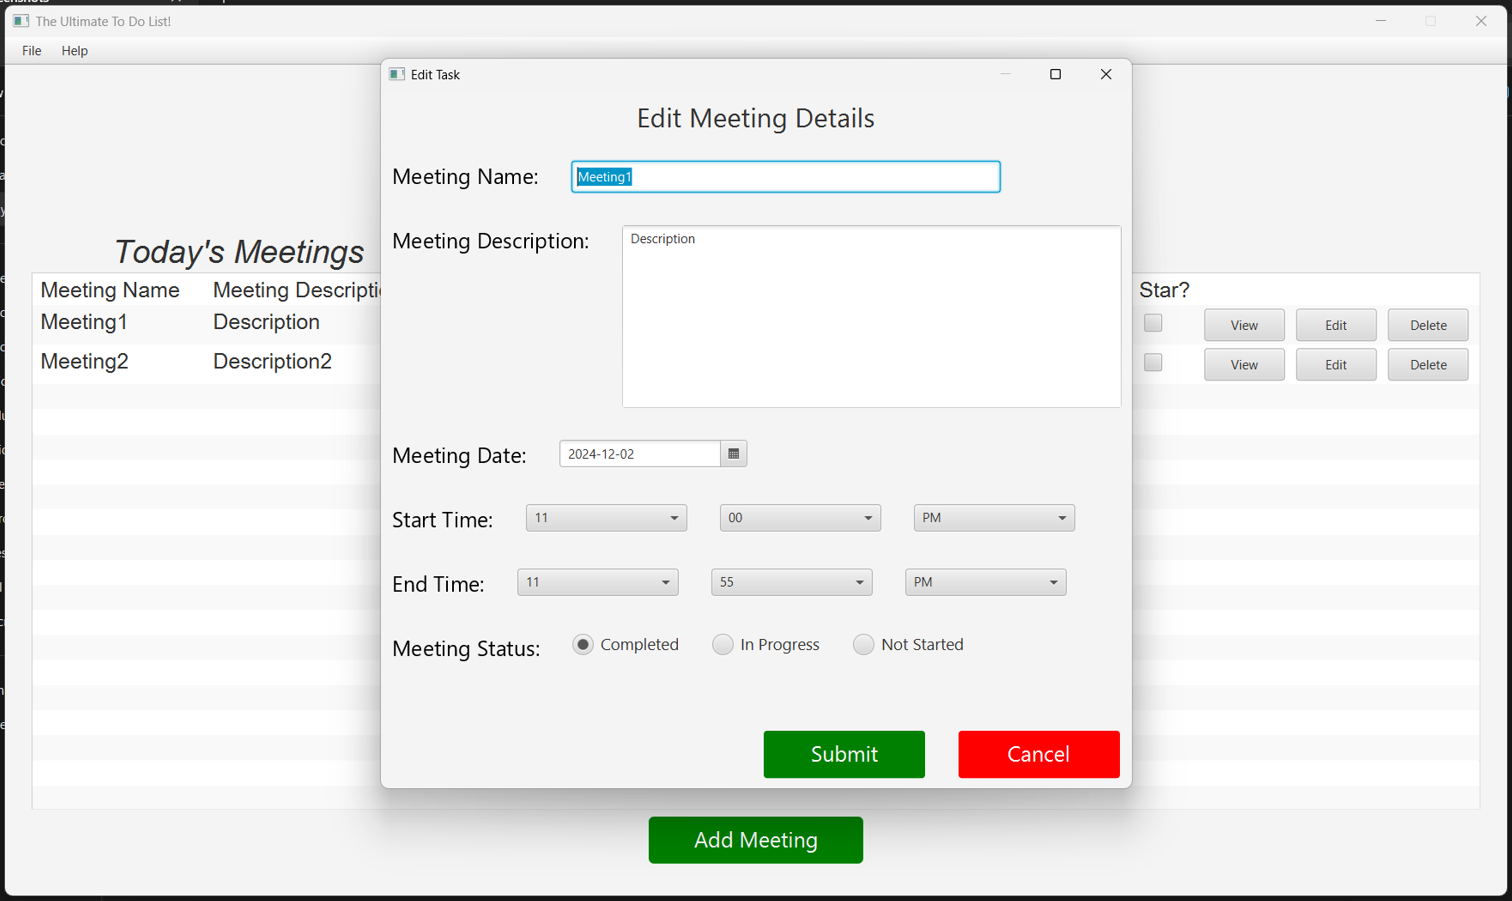 The Ultimate To Do List!
File Help
Edit Task
Edit Meeting Details
Meeting Name: Meeting1
Meeting Description: Description
Today's Meetings
Meeting Name Meeting Descripti Star?
Meeting1 Description View Edit Delete
Meeting2 Description2 View Edit Delete
Meeting Date: 2024-12-02
Start Time: 11 00 PM
End Time: 11 55 PM
Meeting Status: Completed In Progress Not Started
Submit Cancel
Add Meeting